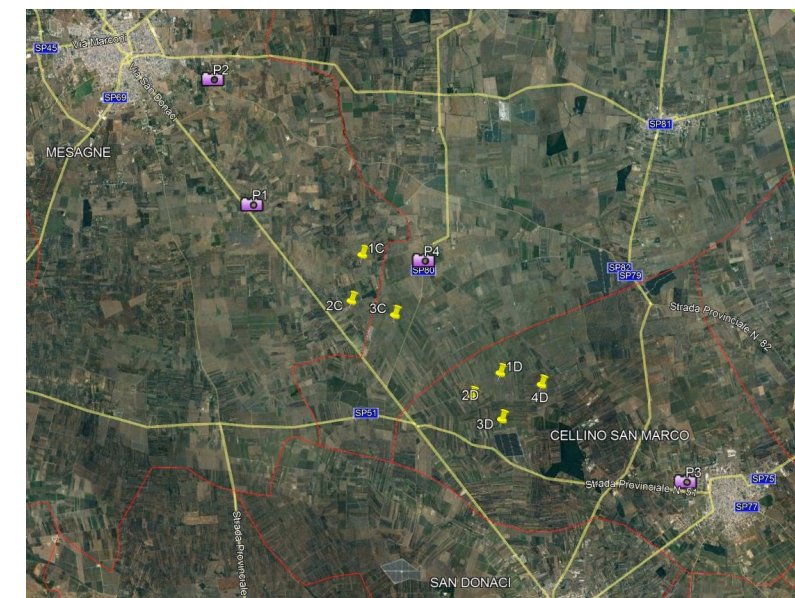 SP45
Via Marconi
P2
Via San Donaci
SP69
SP81
MESAGNE
P1
1C
P4
SP80
SP82
SP79
2C
3C
Strada Provinciale N. 82
1D
2D
4D
SP51
3D
CELLINO SAN MARCO
P3
Strada Provinciale N. 51
SP75
SP77
Strada Provinciale
SAN DONACI